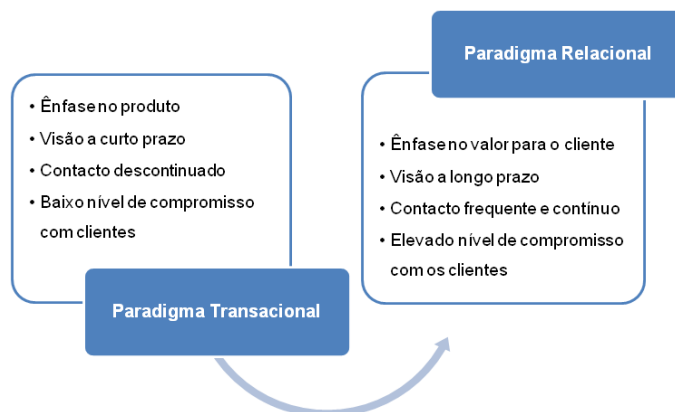 • Ênfase no produto
• Visão a curto prazo
• Contacto descontinuado
• Baixo nível de compromisso
com clientes
Paradigma Transacional
Paradigma Relacional
• Ênfase no valor para o cliente
• Visão a longo prazo
• Contacto frequente e contínuo
• Elevado nível de compromisso
com os clientes